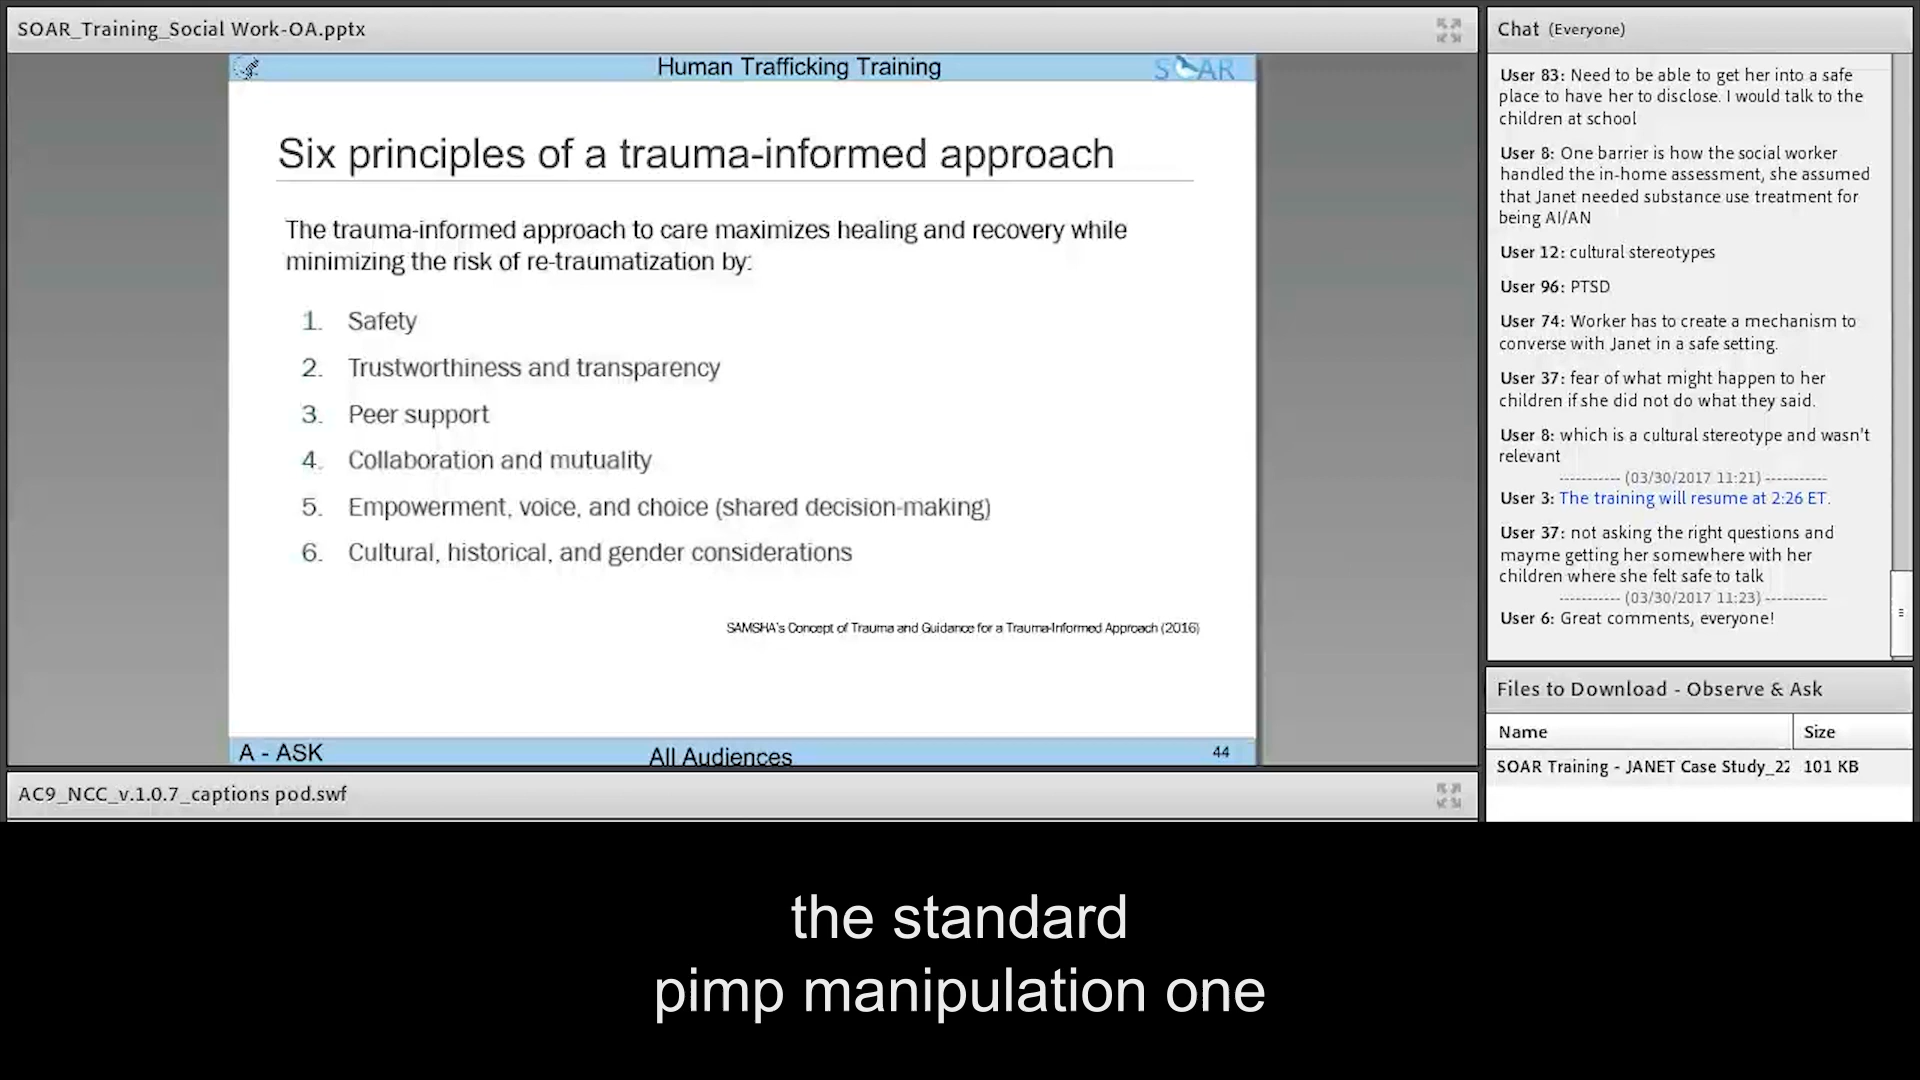 SOAR_Training_Social Work-OA.pptx
Human Trafficking Training
SOAR
Six principles of a trauma-informed approach
The trauma-informed approach to care maximizes healing and recovery while
minimizing the risk of re-traumatization by:
1. Safety
2. Trustworthiness and transparency
3. Peer support
4. Collaboration and mutuality
5. Empowerment, voice, and choice (shared decision-making)
6. Cultural, historical, and gender considerations
SAMSHA's Concept of Trauma and Guidance for a Trauma-Informed Approach (2016)
A - ASK
All Audiences
44
Chat (Everyone)
User 83: Need to be able to get her into a safe
place to have her to disclose. I would talk to the
children at school
User 8: One barrier is how the social worker
handled the in-home assessment, she assumed
that Janet needed substance use treatment for
being AI/AN
User 12: cultural stereotypes
User 96: PTSD
User 74: Worker has to create a mechanism to
converse with Janet in a safe setting.
User 37: fear of what might happen to her
children if she did not do what they said.
User 8: which is a cultural stereotype and wasn't
relevant
----------- (03/30/2017 11:21) -----------
User 3: The training will resume at 2:26 ET.
User 37: not asking the right questions and
mayme getting her somewhere with her
children where she felt safe to talk
----------- (03/30/2017 11:23) -----------
User 6: Great comments, everyone!
Files to Download - Observe & Ask
Name Size
SOAR Training - JANET Case Study_22 101 KB
AC9_NCC_v.1.0.7_captions pod.swf
the standard
pimp manipulation one